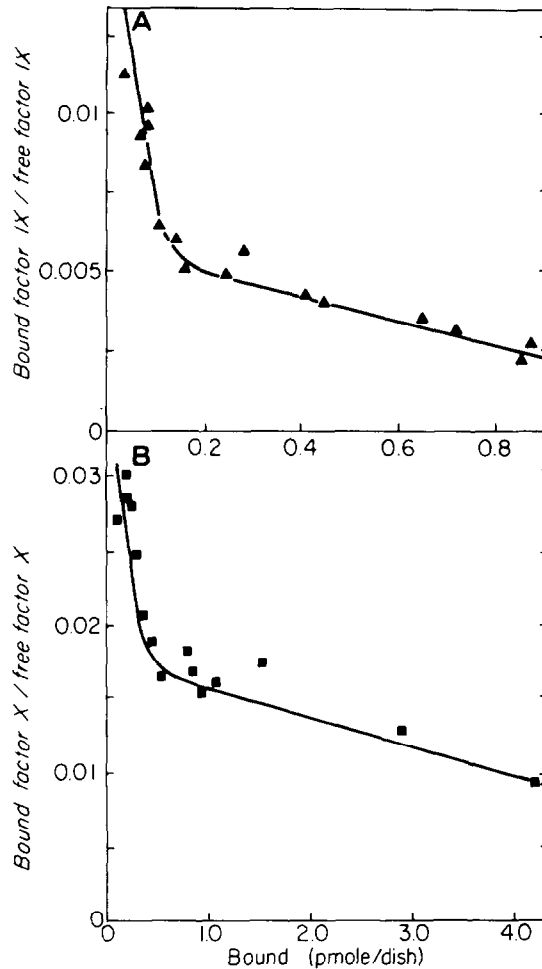 A
0.01
0.005
0
Bound factor IX / free factor IX
0.2 0.4 0.6 0.8
B
0.03
0.02
0.01
0
Bound factor X / free factor X
1.0 2.0 3.0 4.0
Bound (pmole/dish)